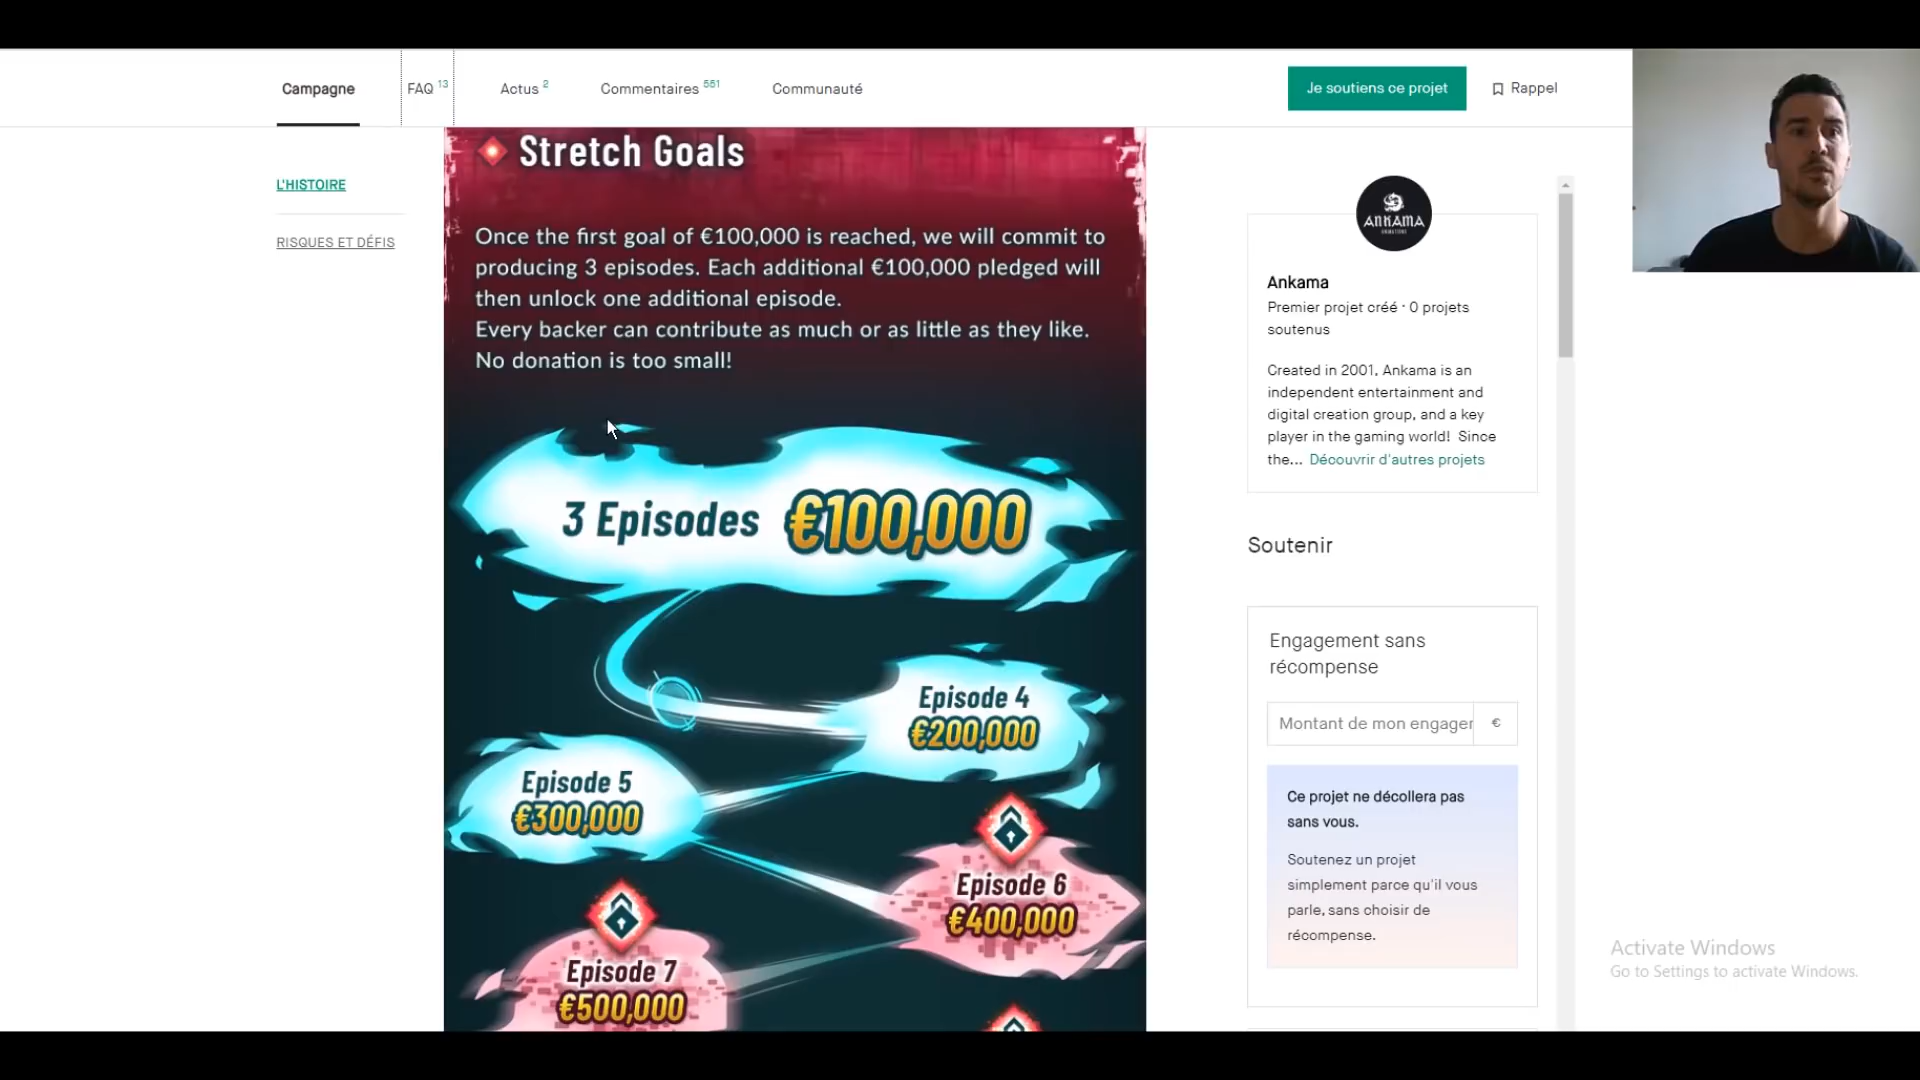 Campagne
FAQ 13
Actus 2
Commentaires 551
Communauté
Je soutiens ce projet
Rappel
L'HISTOIRE
RISQUES ET DÉFIS
Stretch Goals
Once the first goal of €100,000 is reached, we will commit to
producing 3 episodes. Each additional €100,000 pledged will
then unlock one additional episode.
Every backer can contribute as much or as little as they like.
No donation is too small!
3 Episodes €100,000
Episode 4
€200,000
Episode 5
€300,000
Episode 6
€400,000
Episode 7
€500,000
ANKAMA
Ankama
Premier projet créé · 0 projets
soutenus
Created in 2001, Ankama is an
independent entertainment and
digital creation group, and a key
player in the gaming world! Since
the... Découvrir d'autres projets
Soutenir
Engagement sans
récompense
Montant de mon engager €
Ce projet ne décollera pas
sans vous.
Soutenez un projet
simplement parce qu'il vous
parle, sans choisir de
récompense.
Activate Windows
Go to Settings to activate Windows.